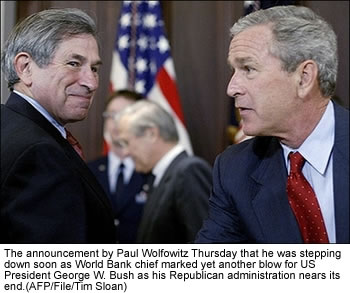 The announcement by Paul Wolfowitz Thursday that he was stepping
down soon as World Bank chief marked yet another blow for US
President George W. Bush as his Republican administration nears its
end.(AFP/File/Tim Sloan)